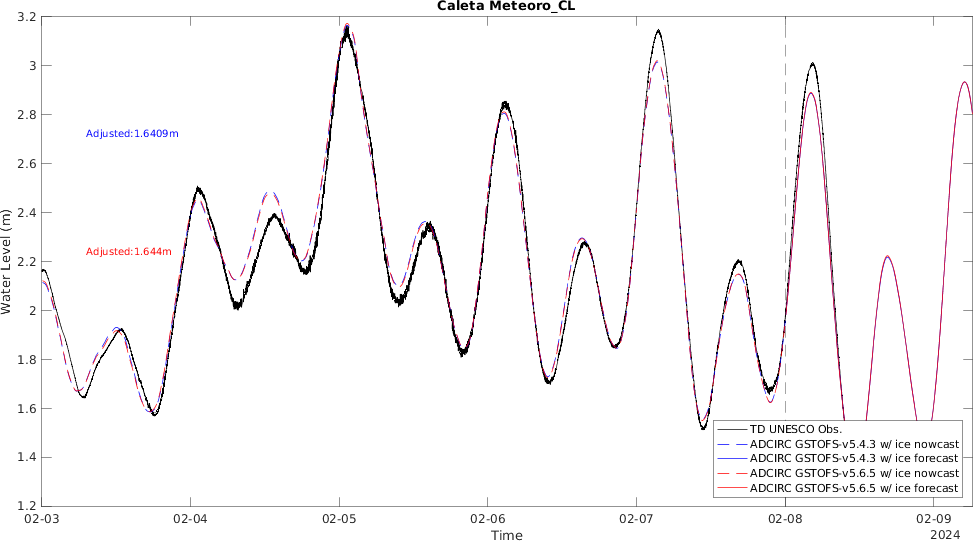 Caleta Meteoro_CL
3.2
3
2.8
2.6
2.4
2.2
2
1.8
1.6
1.4
1.2
Water Level (m)
Adjusted:1.6409m
Adjusted:1.644m
TD UNESCO Obs.
ADCIRC GSTOFS-v5.4.3 w/ ice nowcast
ADCIRC GSTOFS-v5.4.3 w/ ice forecast
ADCIRC GSTOFS-v5.6.5 w/ ice nowcast
ADCIRC GSTOFS-v5.6.5 w/ ice forecast
02-03 02-04 02-05 02-06 02-07 02-08 02-09
Time
2024